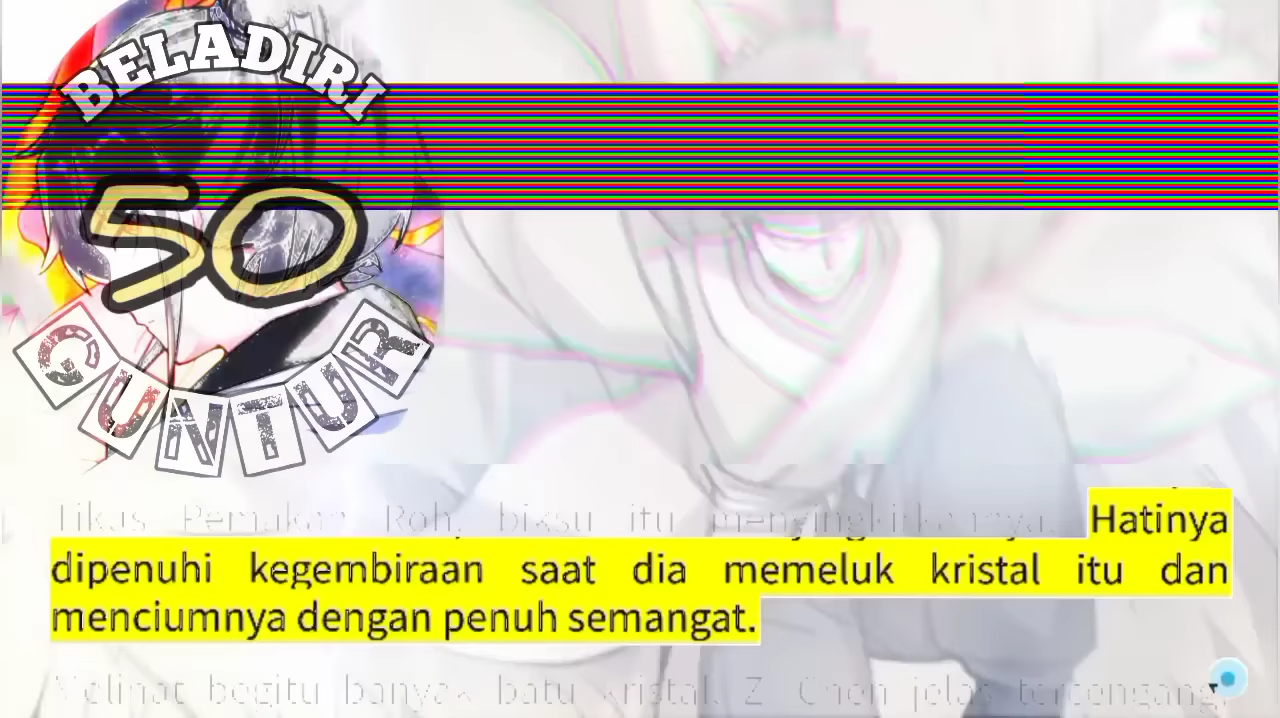 BELADIRI
50
GUNTUR
Tikus Pemakan Roh, biksu itu menyingkirkannya. Hatinya
dipenuhi kegembiraan saat dia memeluk kristal itu dan
menciumnya dengan penuh semangat.
Melihat begitu banyak batu kristal, Z Chen jelas tercengang.